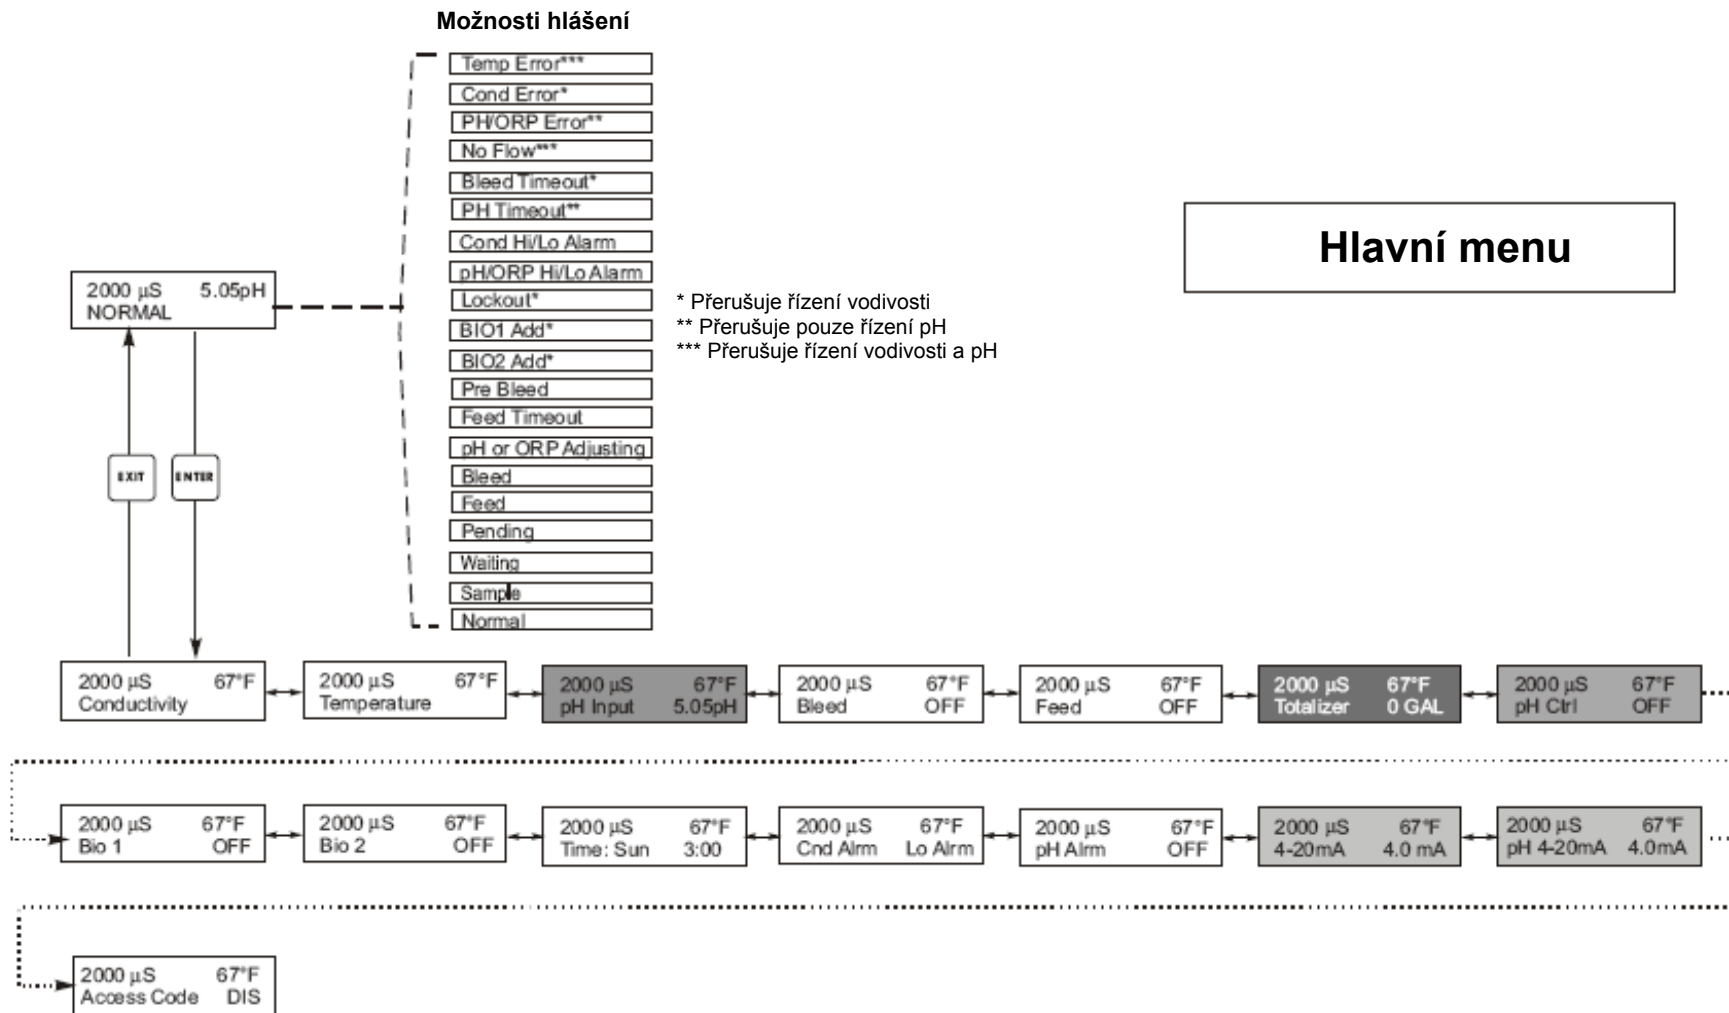 Možnosti hlášení
Temp Error***
Cond Error*
PH/ORP Error**
No Flow***
Bleed Timeout*
PH Timeout**
Cond Hi/Lo Alarm
pH/ORP Hi/Lo Alarm
Lockout*
BIO1 Add*
BIO2 Add*
Pre Bleed
Feed Timeout
pH or ORP Adjusting
Bleed
Feed
Pending
Waiting
Sample
Normal
Hlavní menu
* Přerušuje řízení vodivosti
** Přerušuje pouze řízení pH
*** Přerušuje řízení vodivosti a pH
2000 µS 5.05pH
NORMAL
EXIT
ENTER
2000 µS 67°F
Conductivity
2000 µS 67°F
Temperature
2000 µS 67°F
pH Input 5.05pH
2000 µS 67°F
Bleed OFF
2000 µS 67°F
Feed OFF
2000 µS 67°F
Totalizer 0 GAL
2000 µS 67°F
pH Ctrl OFF
2000 µS 67°F
Bio 1 OFF
2000 µS 67°F
Bio 2 OFF
2000 µS 67°F
Time: Sun 3:00
2000 µS 67°F
Cnd Alrm Lo Alrm
2000 µS 67°F
pH Alrm OFF
2000 µS 67°F
4-20mA 4.0 mA
2000 µS 67°F
pH 4-20mA 4.0mA
2000 µS 67°F
Access Code DIS